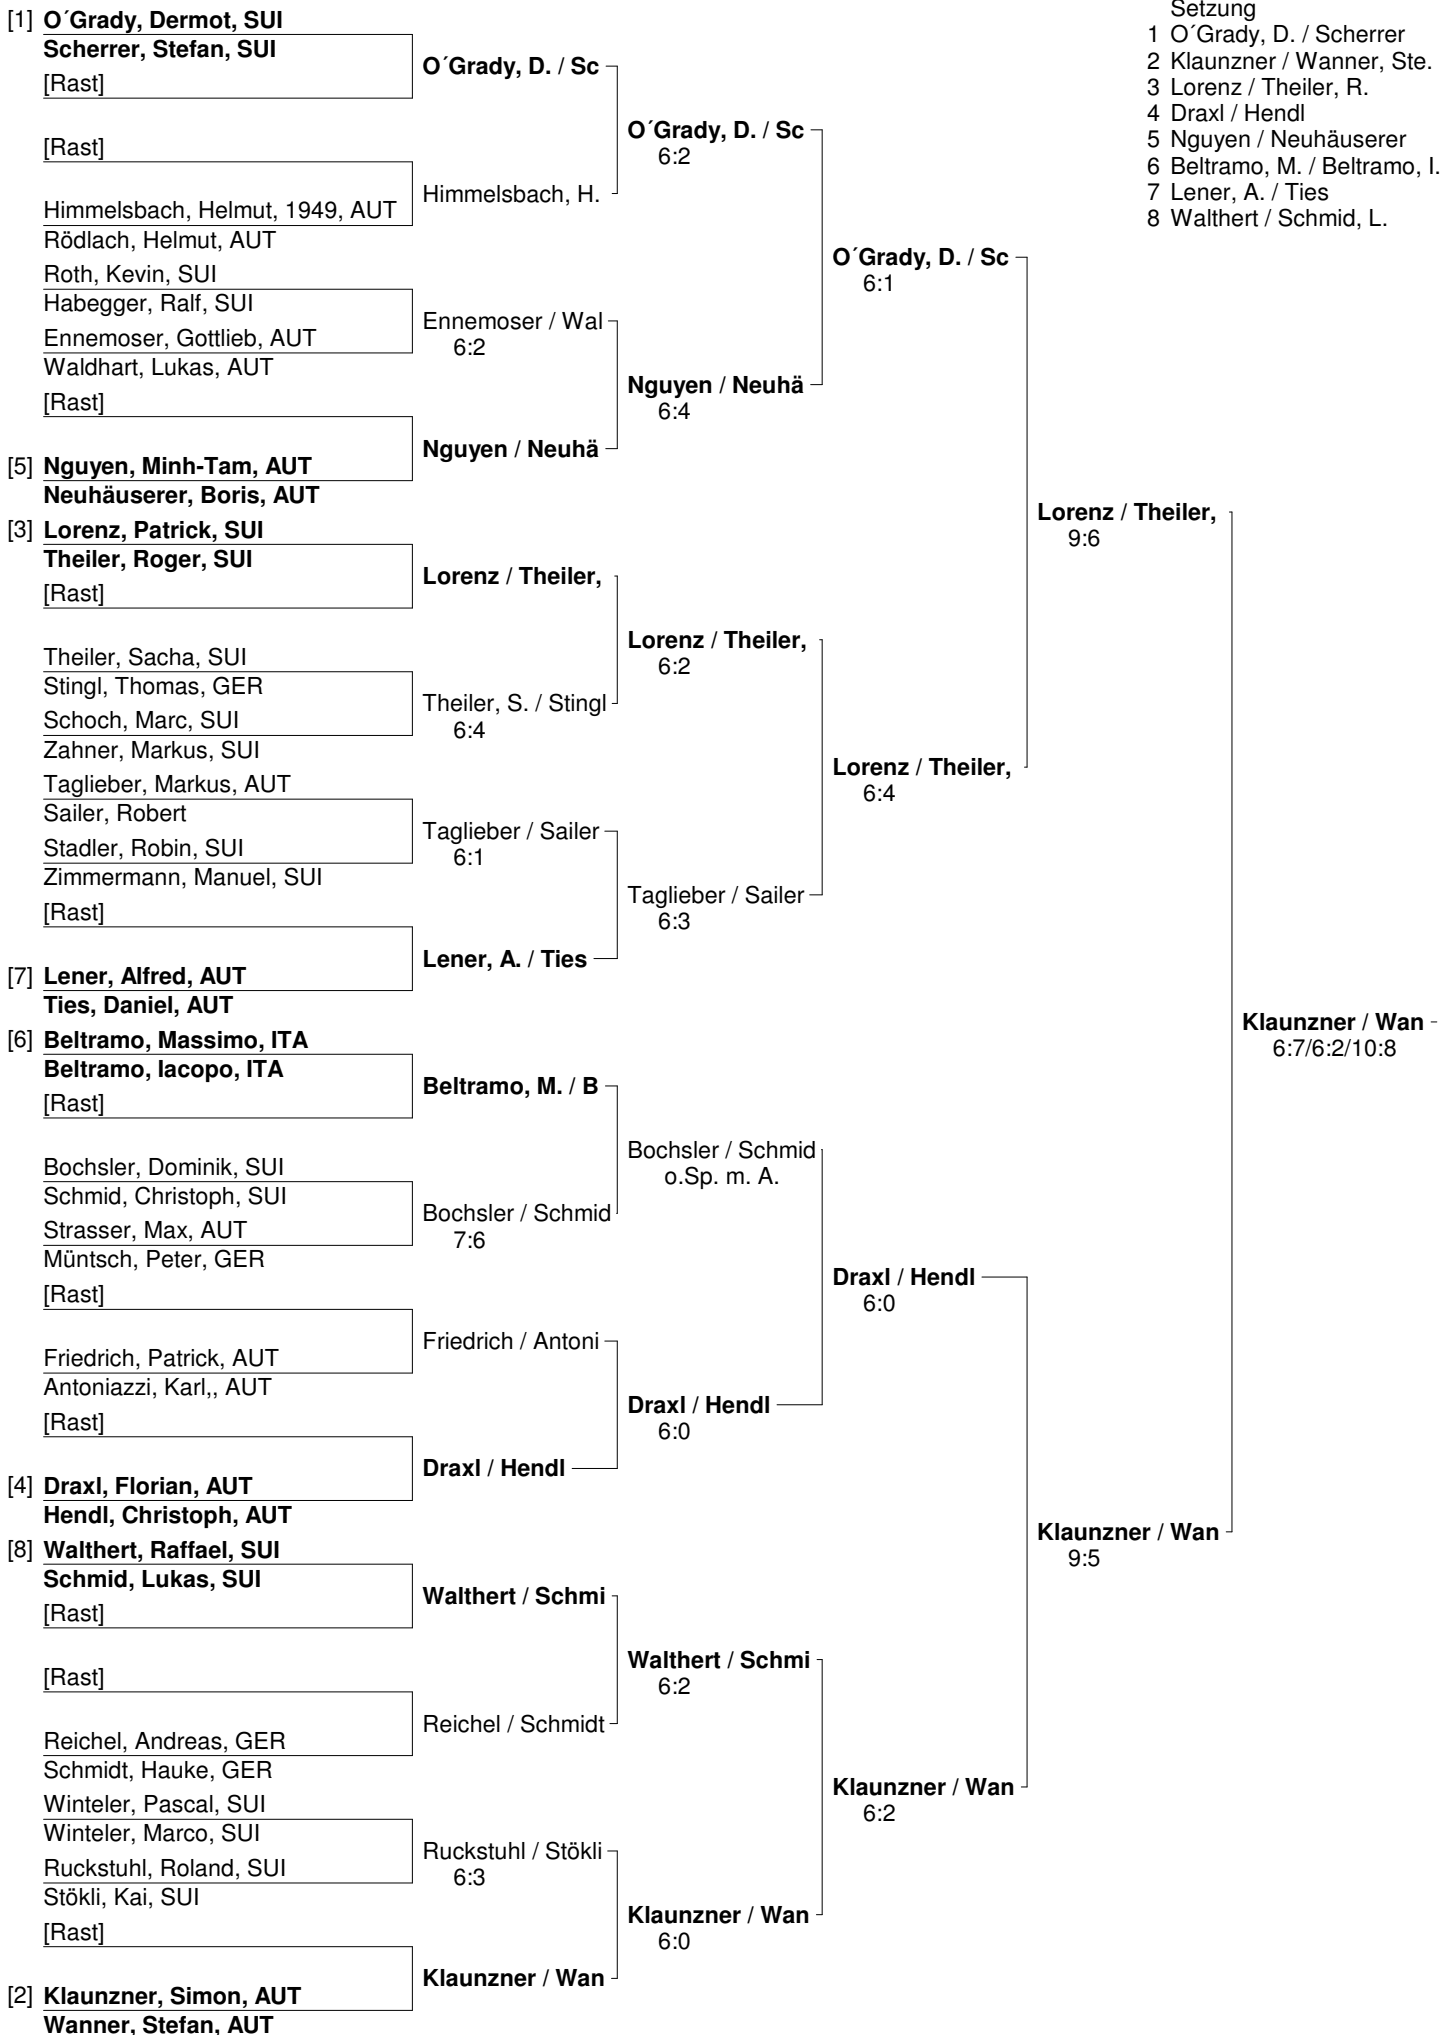 [1] O´Grady, Dermot, SUI
Scherrer, Stefan, SUI
[Rast]
[Rast]
Himmelsbach, Helmut, 1949, AUT
Rödlach, Helmut, AUT
Roth, Kevin, SUI
Habegger, Ralf, SUI
Ennemoser, Gottlieb, AUT
Waldhart, Lukas, AUT
[Rast]
[5] Nguyen, Minh-Tam, AUT
Neuhäuserer, Boris, AUT
[3] Lorenz, Patrick, SUI
Theiler, Roger, SUI
[Rast]
Theiler, Sacha, SUI
Stingl, Thomas, GER
Schoch, Marc, SUI
Zahner, Markus, SUI
Taglieber, Markus, AUT
Sailer, Robert
Stadler, Robin, SUI
Zimmermann, Manuel, SUI
[Rast]
[7] Lener, Alfred, AUT
Ties, Daniel, AUT
[6] Beltramo, Massimo, ITA
Beltramo, Iacopo, ITA
[Rast]
Bochsler, Dominik, SUI
Schmid, Christoph, SUI
Strasser, Max, AUT
Müntsch, Peter, GER
[Rast]
Friedrich, Patrick, AUT
Antoniazzi, Karl,, AUT
[Rast]
[4] Draxl, Florian, AUT
Hendl, Christoph, AUT
[8] Walthert, Raffael, SUI
Schmid, Lukas, SUI
[Rast]
[Rast]
Reichel, Andreas, GER
Schmidt, Hauke, GER
Winteler, Pascal, SUI
Winteler, Marco, SUI
Ruckstuhl, Roland, SUI
Stökli, Kai, SUI
[Rast]
[2] Klaunzner, Simon, AUT
Wanner, Stefan, AUT
O´Grady, D. / Sc
Himmelsbach, H.
Ennemoser / Wal
6:2
Nguyen / Neuhä
Lorenz / Theiler,
Theiler, S. / Stingl
6:4
Taglieber / Sailer
6:1
Lener, A. / Ties
Beltramo, M. / B
Bochsler / Schmid
7:6
Friedrich / Antoni
Draxl / Hendl
Walthert / Schmi
Reichel / Schmidt
Ruckstuhl / Stökli
6:3
Klaunzner / Wan
O´Grady, D. / Sc
6:2
Nguyen / Neuhä
6:4
Lorenz / Theiler,
6:2
Taglieber / Sailer
6:3
Bochsler / Schmid
o.Sp. m. A.
Draxl / Hendl
6:0
Walthert / Schmi
6:2
Klaunzner / Wan
6:0
O´Grady, D. / Sc
6:1
Lorenz / Theiler,
6:4
Draxl / Hendl
6:0
Klaunzner / Wan
6:2
Lorenz / Theiler,
9:6
Klaunzner / Wan
9:5
Klaunzner / Wan
6:7/6:2/10:8
Setzung
1 O´Grady, D. / Scherrer
2 Klaunzner / Wanner, Ste.
3 Lorenz / Theiler, R.
4 Draxl / Hendl
5 Nguyen / Neuhäuserer
6 Beltramo, M. / Beltramo, I.
7 Lener, A. / Ties
8 Walthert / Schmid, L.